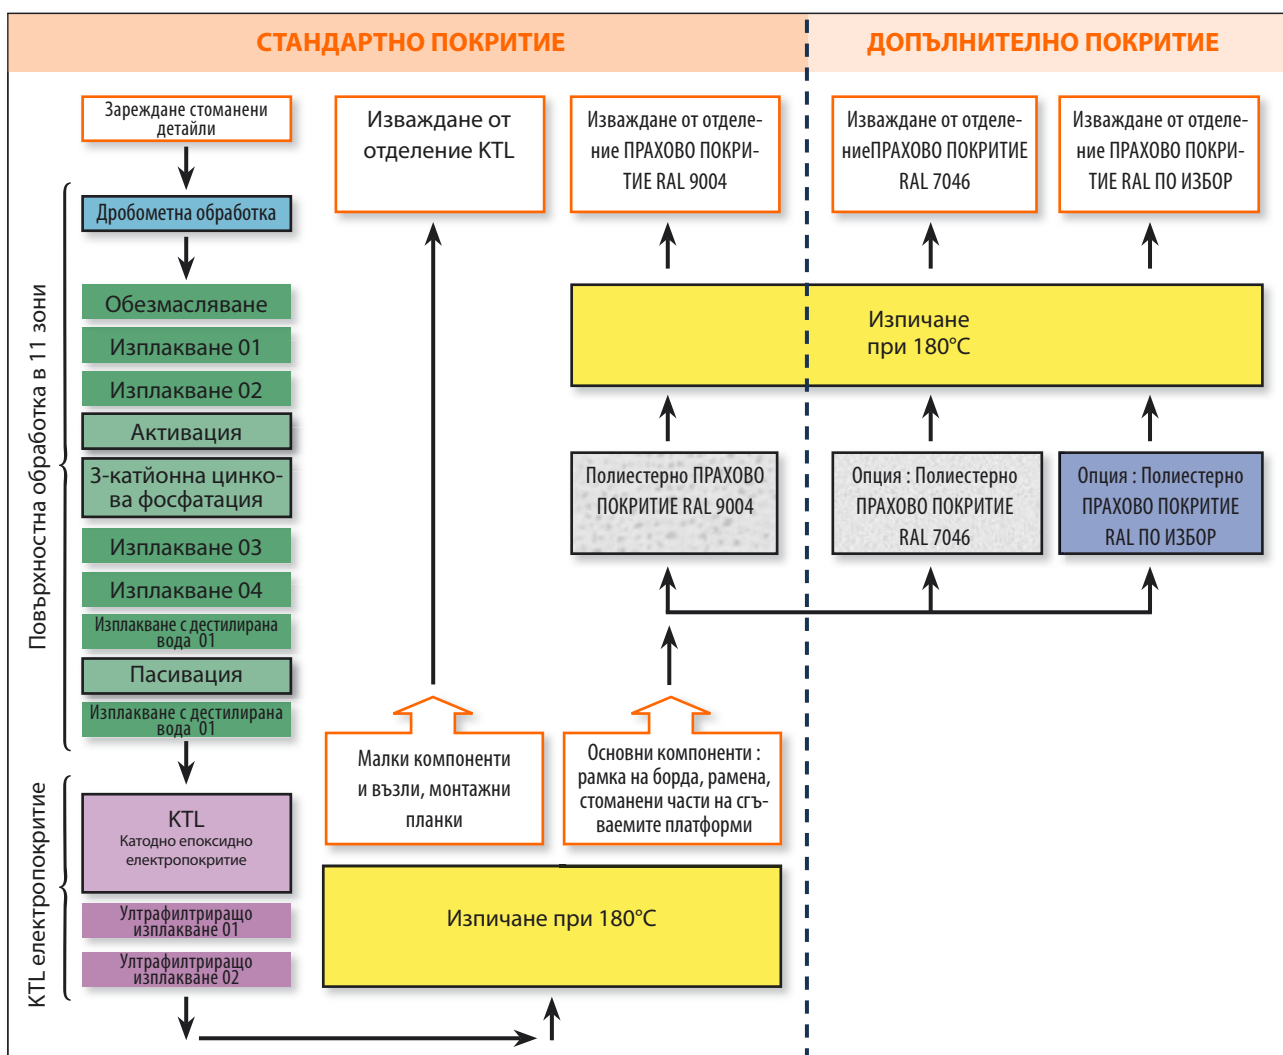 СТАНДАРТНО ПОКРИТИЕ
ДОПЪЛНИТЕЛНО ПОКРИТИЕ
Зареждане стоманени
детайли
Изваждане от
отделение KTL
Изваждане от отделе-
ние ПРАХОВО ПОКРИ-
ТИЕ RAL 9004
Изваждане от отделе-
ниеПРАХОВО ПОКРИТИЕ
RAL 7046
Изваждане от отделе-
ние ПРАХОВО ПОКРИ-
ТИЕ RAL ПО ИЗБОР
Повърхностна обработка в 11 зони
Дробометна обработка
Обезмасляване
Изплакване 01
Изплакване 02
Активация
3-катйонна цинко-
ва фосфатация
Изплакване 03
Изплакване 04
Изплакване с дестилирана
вода 01
Пасивация
Изплакване с дестилирана
вода 01
Изпичане
при 180°C
Полиестерно ПРАХОВО
ПОКРИТИЕ RAL 9004
Опция : Полиестерно
ПРАХОВО ПОКРИТИЕ
RAL 7046
Опция : Полиестерно
ПРАХОВО ПОКРИТИЕ
RAL ПО ИЗБОР
Малки компоненти
и възли, монтажни
планки
Основни компоненти :
рамка на борда, рамена,
стоманени части на сгъ-
ваемите платформи
KTL електропокритие
KTL
Катодно епоксидно
електропокритие
Ултрафилтриращо
изплакване 01
Ултрафилтриращо
изплакване 02
Изпичане при 180°C